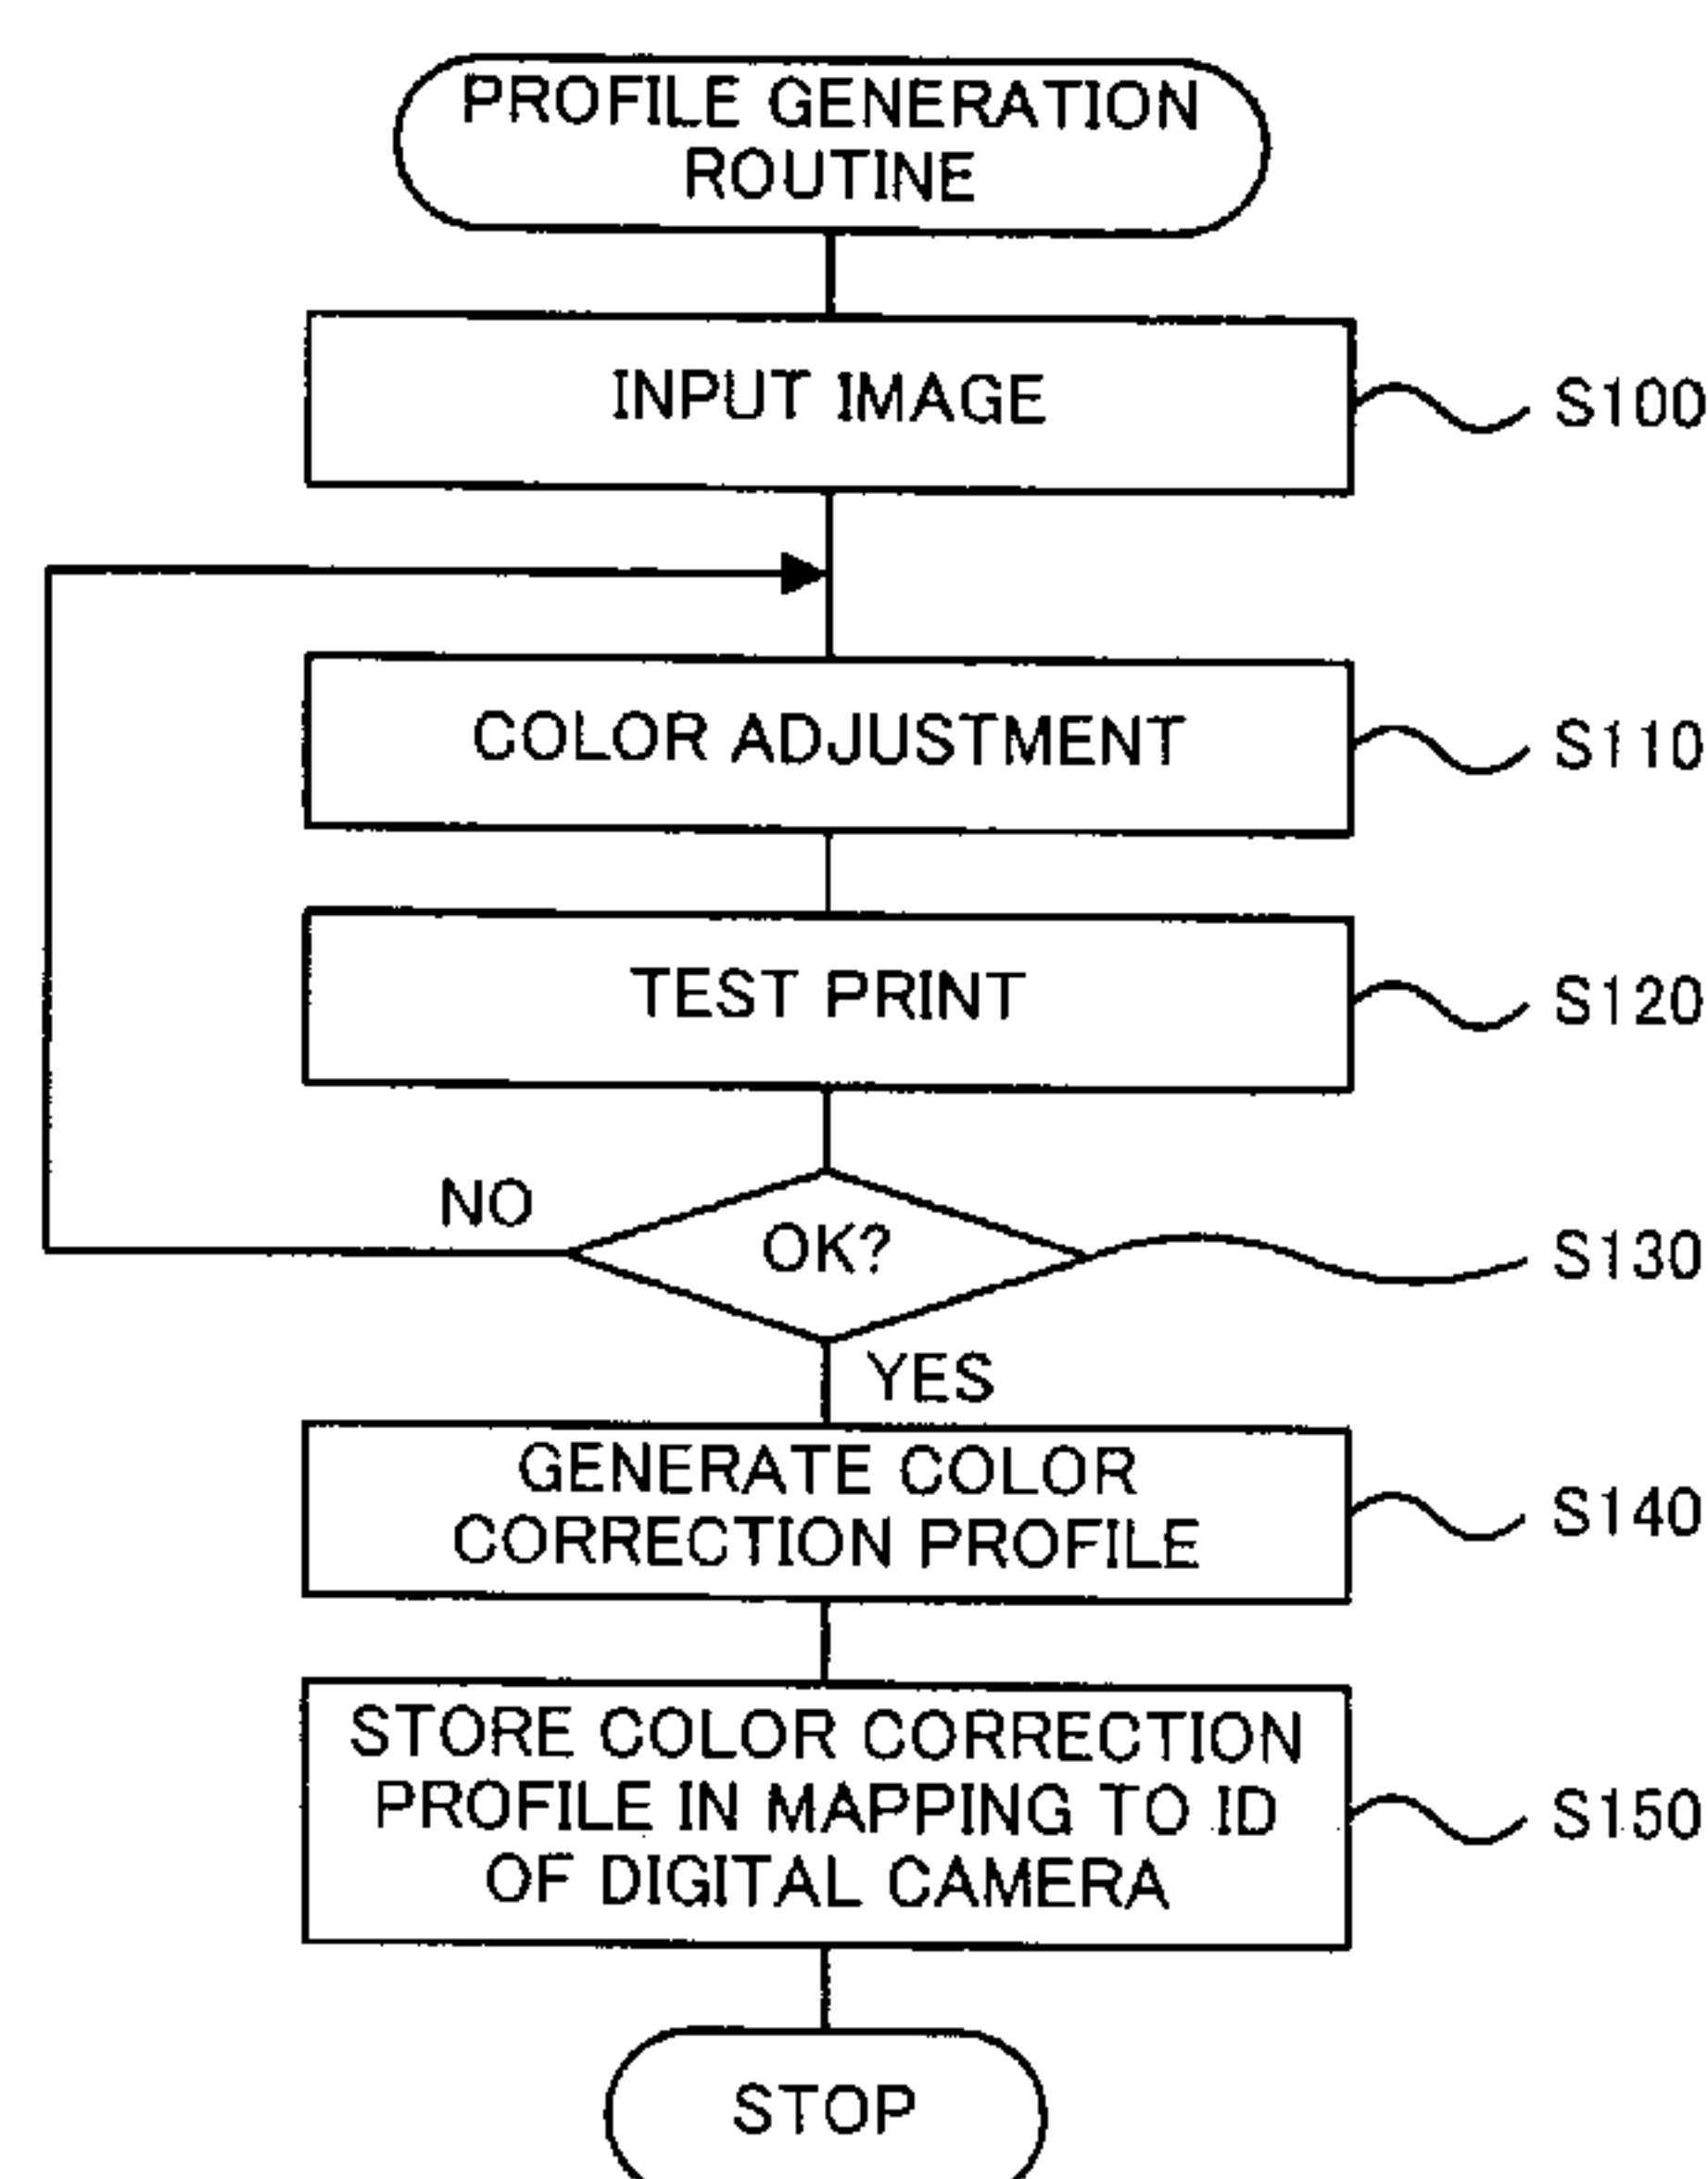 PROFILE GENERATION
ROUTINE
INPUT IMAGE
S100
COLOR ADJUSTMENT
S110
TEST PRINT
S120
NO
OK?
S130
YES
GENERATE COLOR
CORRECTION PROFILE
S140
STORE COLOR CORRECTION
PROFILE IN MAPPING TO ID
OF DIGITAL CAMERA
S150
STOP